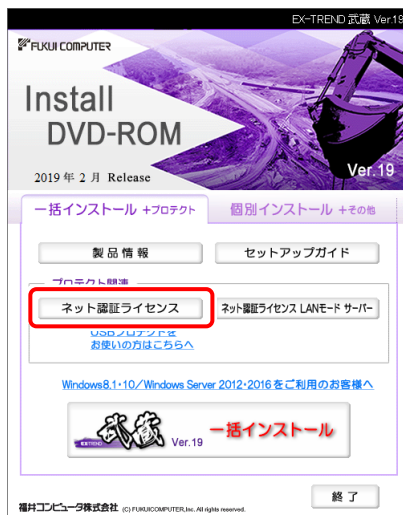 EX-TREND 武蔵 Ver.19
FUKUI COMPUTER
Install
DVD-ROM
2019 年 2 月 Release
Ver.19
一括インストール +プロテクト
個別インストール +その他
製品情報
セットアップガイド
プロテクト関連
ネット認証ライセンス
ネット認証ライセンス LANモード サーバー
USBプロテクトを
お使いの方はこちらへ
Windows8.1・10／Windows Server 2012・2016 をご利用のお客様へ
EXTREND 武蔵 Ver.19 一括インストール
終了
福井コンピュータ株式会社 (C) FUKUICOMPUTER,Inc. All rights reserved.